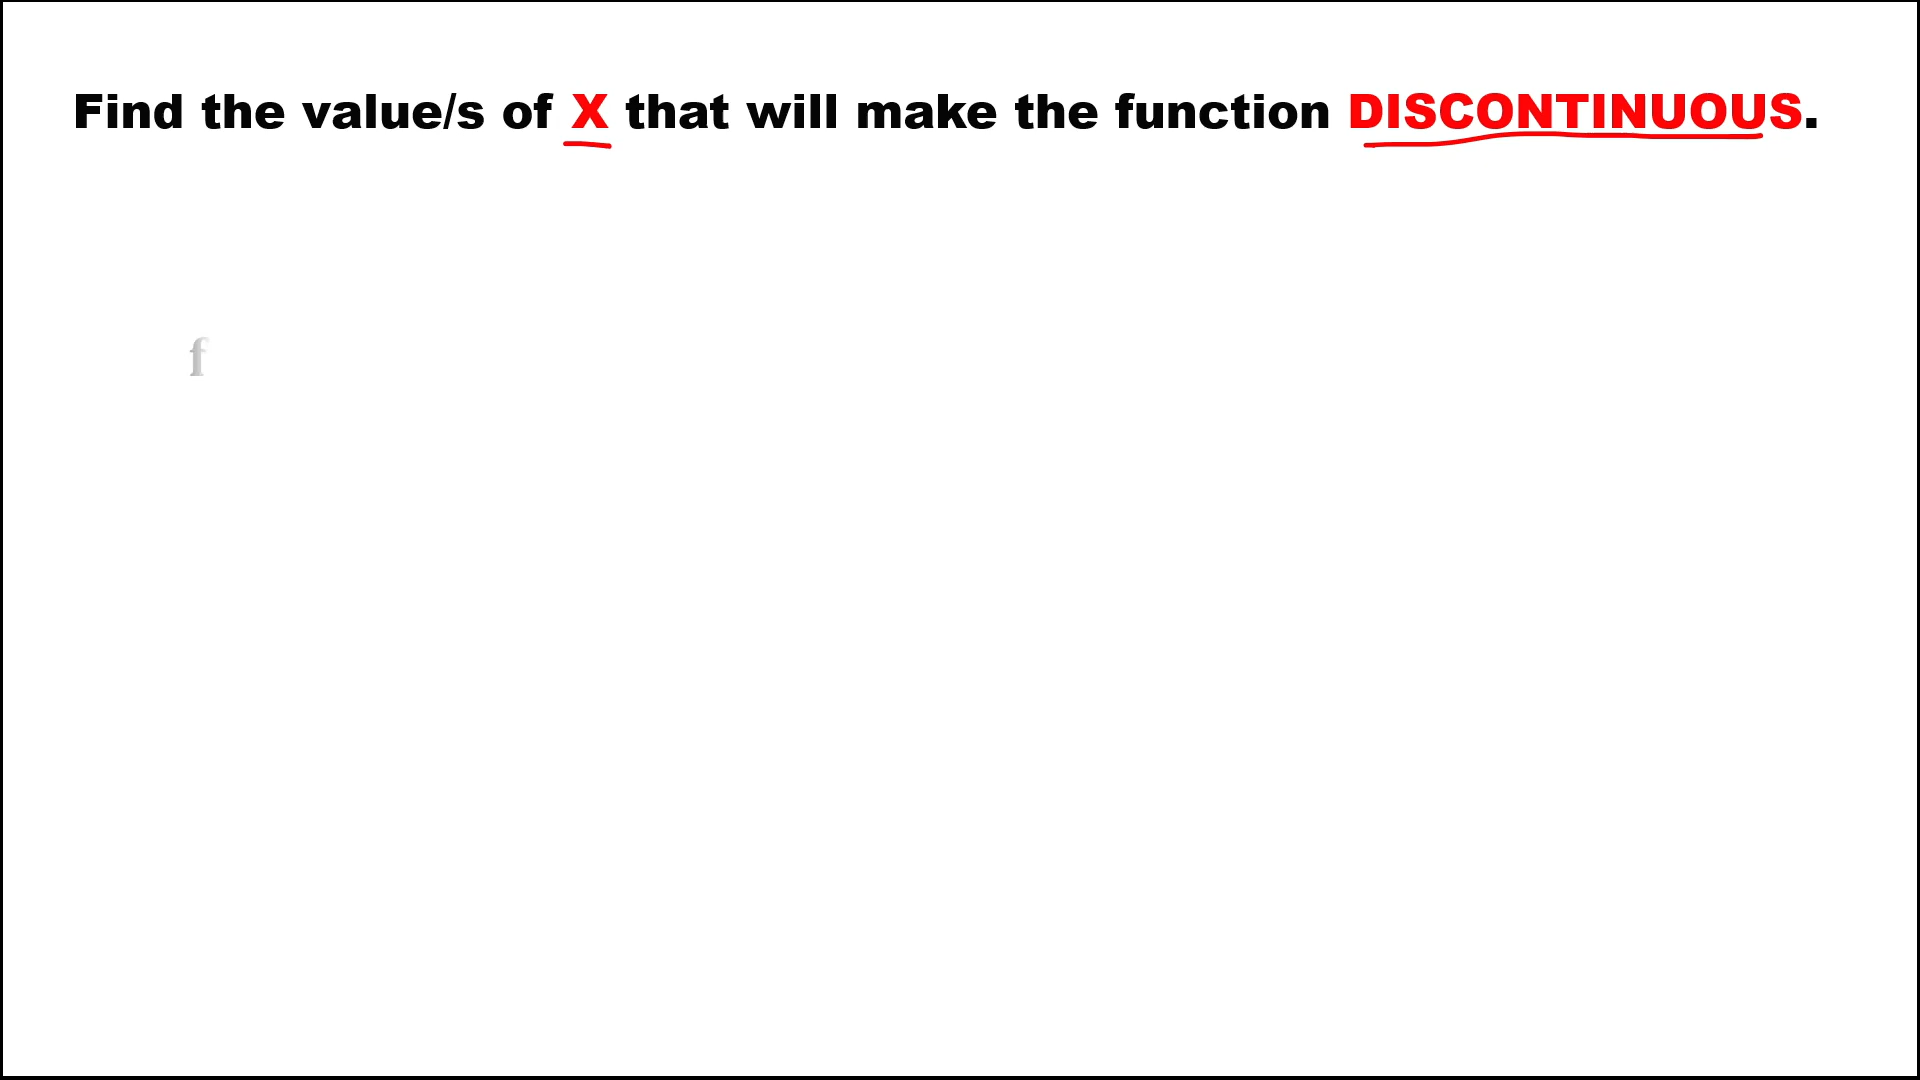 Find the value/s of X that will make the function DISCONTINUOUS.
f